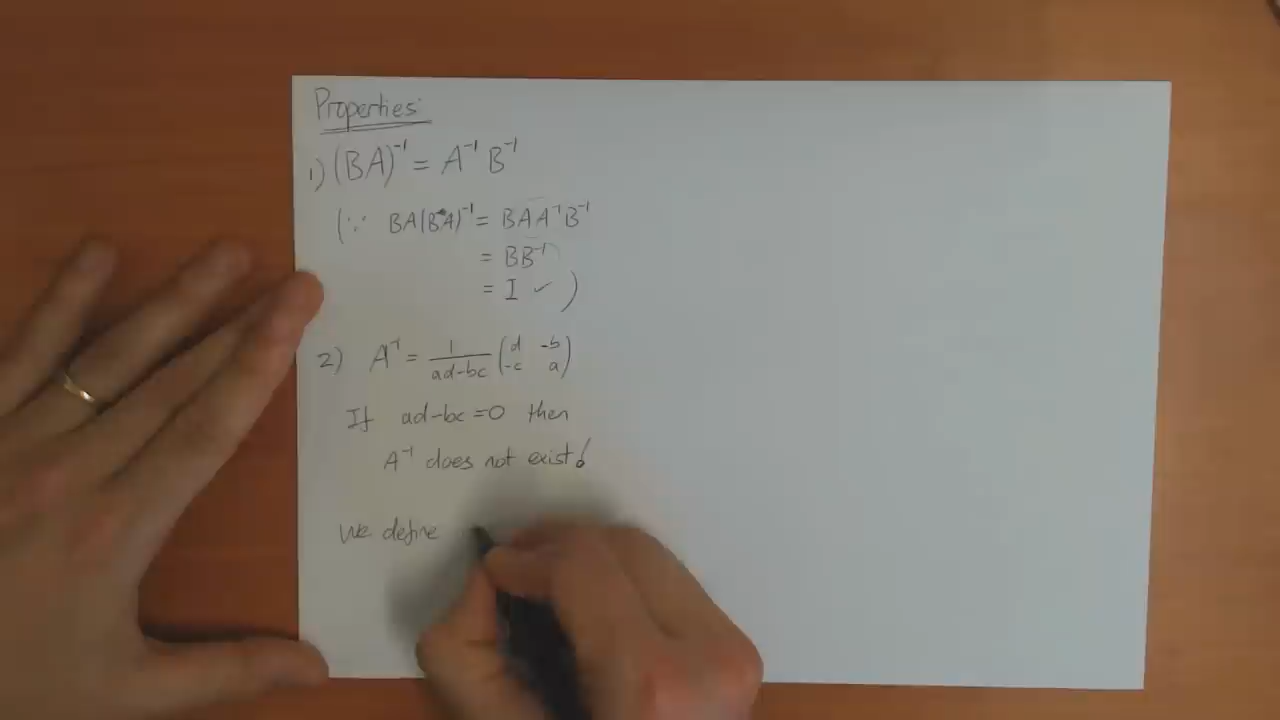 Properties:
1) (BA)⁻¹ = A⁻¹ B⁻¹
(∵ BA(BA)⁻¹ = BAA⁻¹B⁻¹
= BB⁻¹
= I ✓ )
2) A⁻¹ = 1/(ad-bc) (d -b
-c a)
If ad-bc = 0 then
A⁻¹ does not exist!
We define